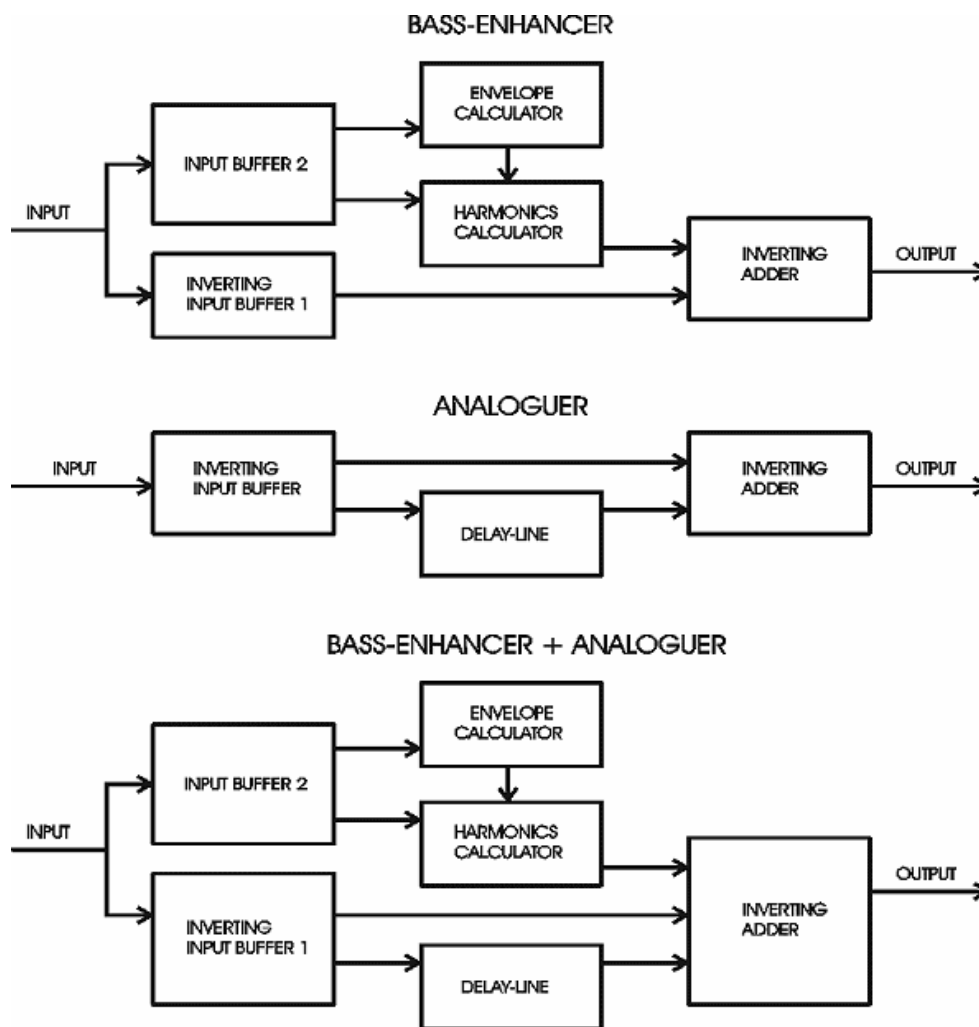 BASS-ENHANCER
ENVELOPE
CALCULATOR
INPUT BUFFER 2
INPUT
HARMONICS
CALCULATOR
INVERTING
ADDER
OUTPUT
INVERTING
INPUT BUFFER 1
ANALOGUER
INPUT
INVERTING
INPUT BUFFER
INVERTING
ADDER
OUTPUT
DELAY-LINE
BASS-ENHANCER + ANALOGUER
ENVELOPE
CALCULATOR
INPUT BUFFER 2
INPUT
HARMONICS
CALCULATOR
OUTPUT
INVERTING
INPUT BUFFER 1
INVERTING
ADDER
DELAY-LINE